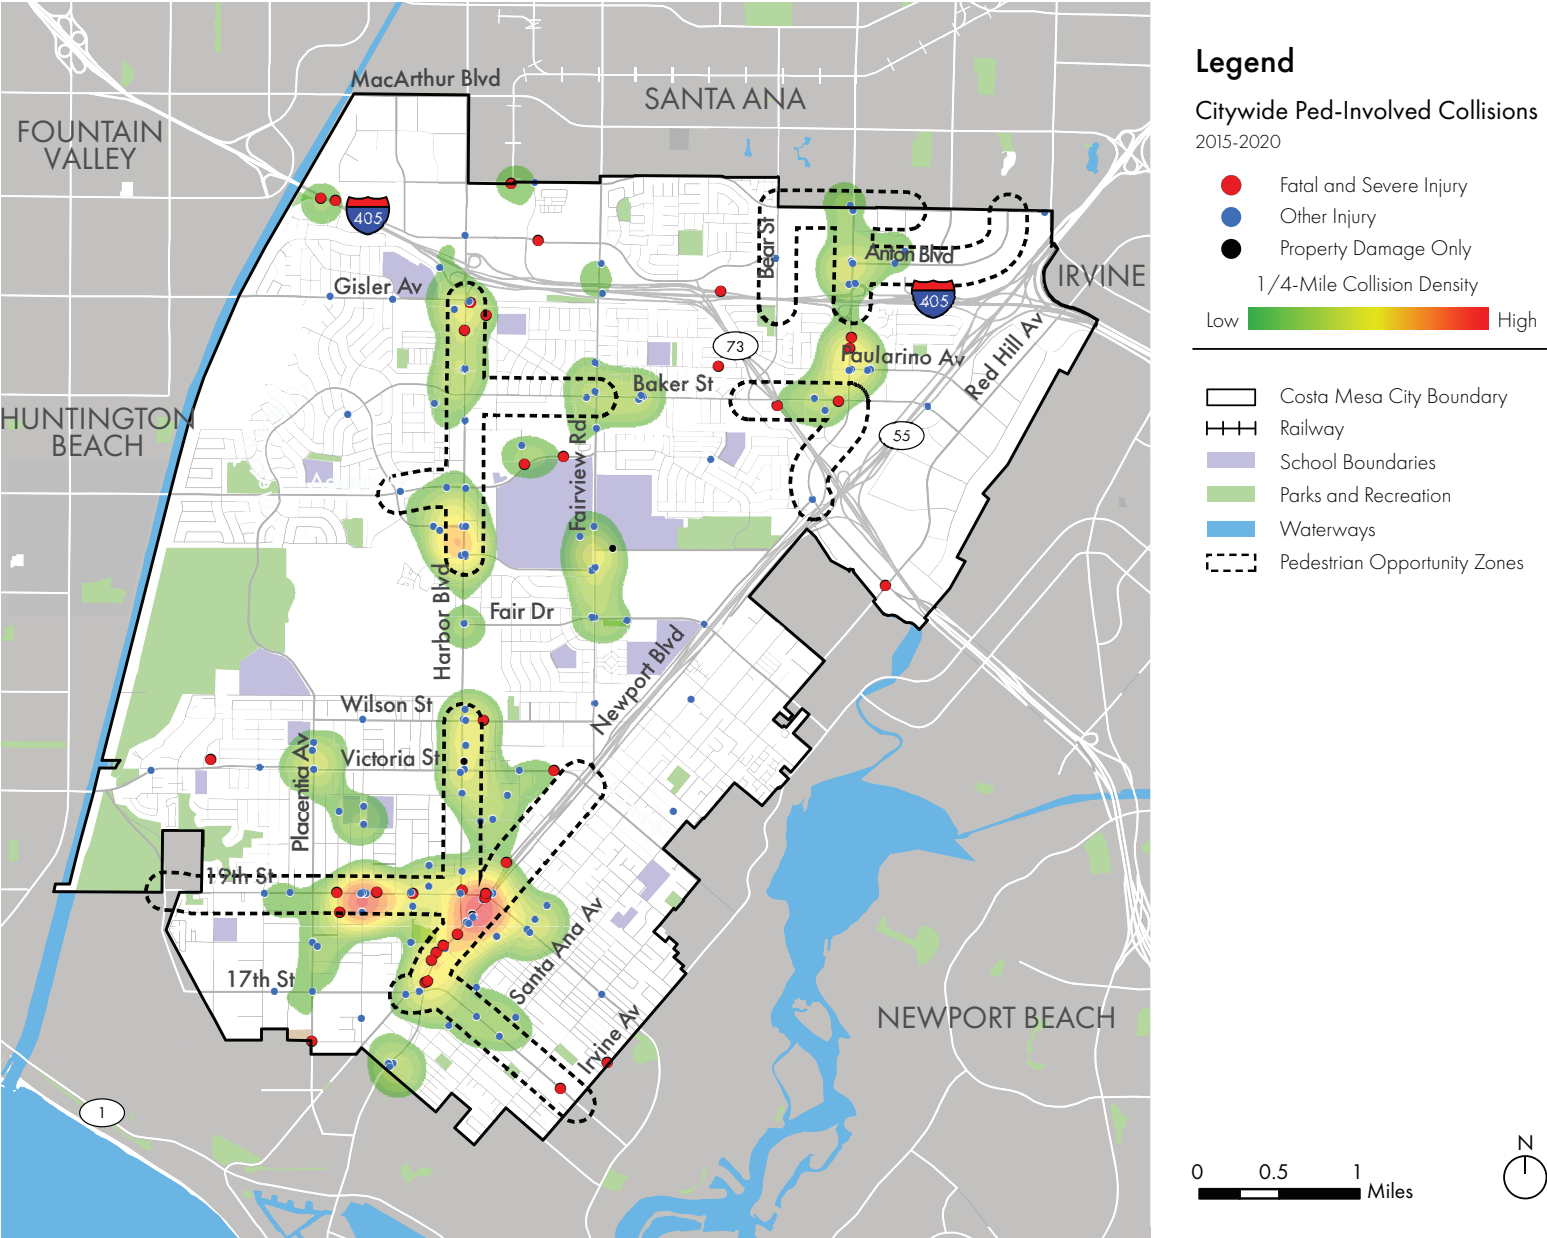 MacArthur Blvd
SANTA ANA
FOUNTAIN
VALLEY
405
Bear St
Anton Blvd
IRVINE
Gisler Av
405
73
Paularino Av
Red Hill Av
Baker St
HUNTINGTON
BEACH
55
Fairview Rd
Harbor Blvd
Fair Dr
Newport Blvd
Wilson St
Victoria St
Placentia Av
19th St
Santa Ana Av
17th St
NEWPORT BEACH
Irvine Av
1
Legend
Citywide Ped-Involved Collisions
2015-2020
Fatal and Severe Injury
Other Injury
Property Damage Only
1/4-Mile Collision Density
Low
High
Costa Mesa City Boundary
Railway
School Boundaries
Parks and Recreation
Waterways
Pedestrian Opportunity Zones
N
0 0.5 1
Miles